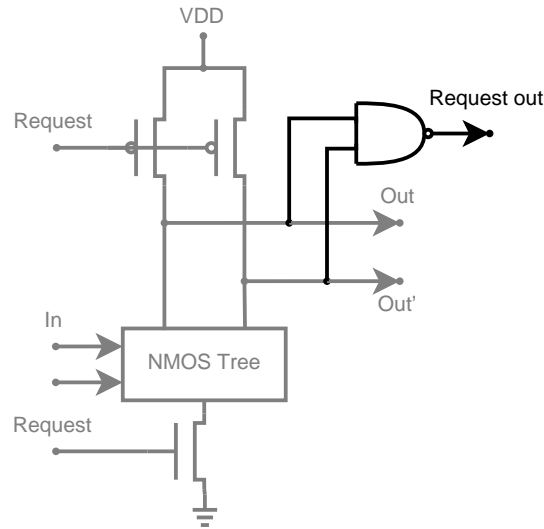 VDD
Request out
Request
Out
Out'
In
NMOS Tree
Request